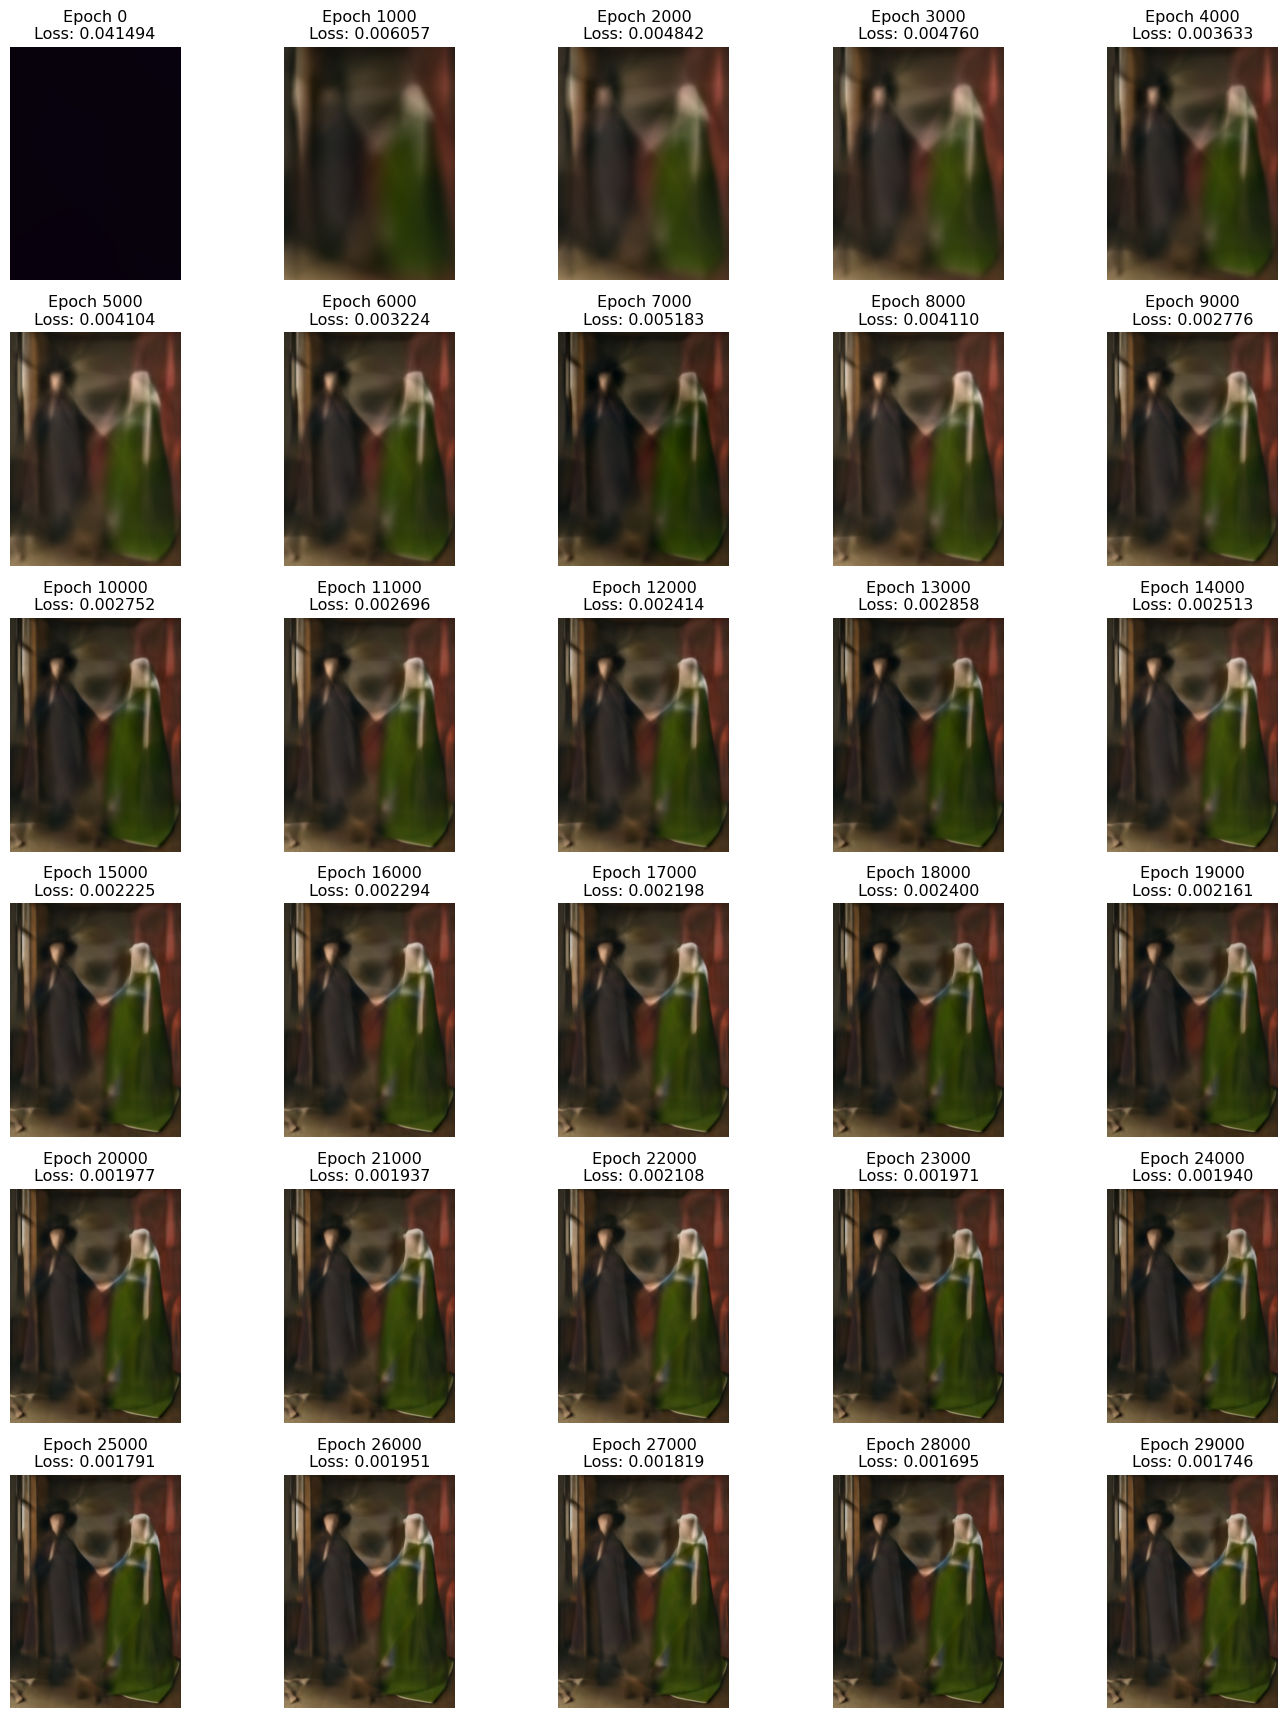 Epoch 0
Loss: 0.041494
Epoch 1000
Loss: 0.006057
Epoch 2000
Loss: 0.004842
Epoch 3000
Loss: 0.004760
Epoch 4000
Loss: 0.003633
Epoch 5000
Loss: 0.004104
Epoch 6000
Loss: 0.003224
Epoch 7000
Loss: 0.005183
Epoch 8000
Loss: 0.004110
Epoch 9000
Loss: 0.002776
Epoch 10000
Loss: 0.002752
Epoch 11000
Loss: 0.002696
Epoch 12000
Loss: 0.002414
Epoch 13000
Loss: 0.002858
Epoch 14000
Loss: 0.002513
Epoch 15000
Loss: 0.002225
Epoch 16000
Loss: 0.002294
Epoch 17000
Loss: 0.002198
Epoch 18000
Loss: 0.002400
Epoch 19000
Loss: 0.002161
Epoch 20000
Loss: 0.001977
Epoch 21000
Loss: 0.001937
Epoch 22000
Loss: 0.002108
Epoch 23000
Loss: 0.001971
Epoch 24000
Loss: 0.001940
Epoch 25000
Loss: 0.001791
Epoch 26000
Loss: 0.001951
Epoch 27000
Loss: 0.001819
Epoch 28000
Loss: 0.001695
Epoch 29000
Loss: 0.001746